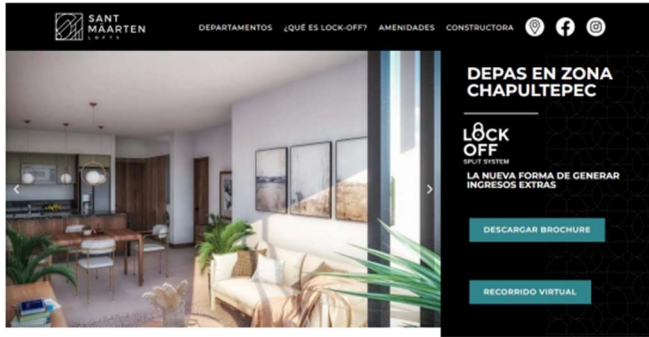 SANT
MÄARTEN
LOFTS
DEPARTAMENTOS ¿QUÉ ES LOCK-OFF? AMENIDADES CONSTRUCTORA
DEPAS EN ZONA
CHAPULTEPEC
LOCK
OFF
SPLIT SYSTEM
LA NUEVA FORMA DE GENERAR
INGRESOS EXTRAS
DESCARGAR BROCHURE
RECORRIDO VIRTUAL